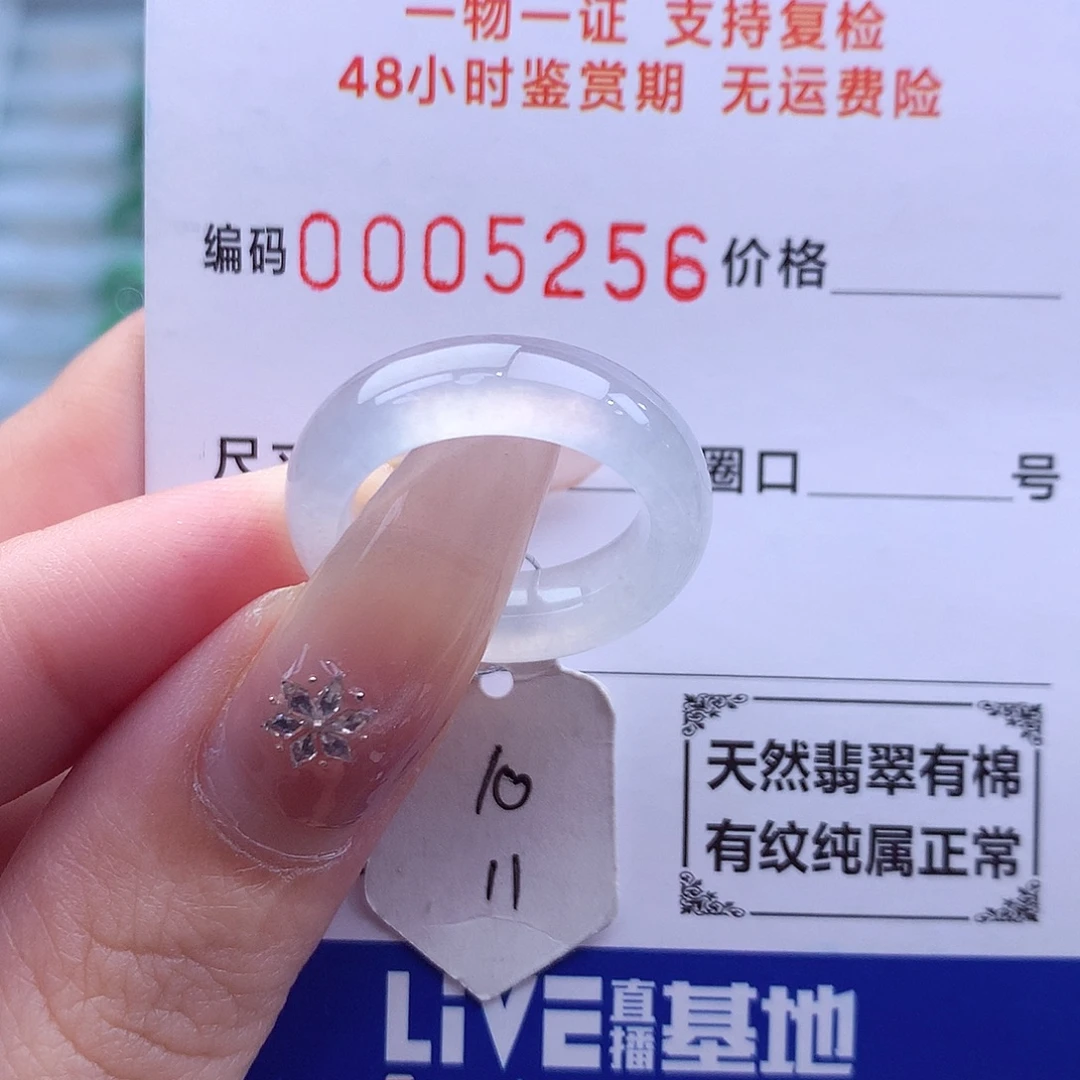 一物一证 支持复检
48小时鉴赏期 无运费险
编码0005256价格
尺 圈口 号
10
11
天然翡翠有棉
有纹纯属正常
LiVE直播基地